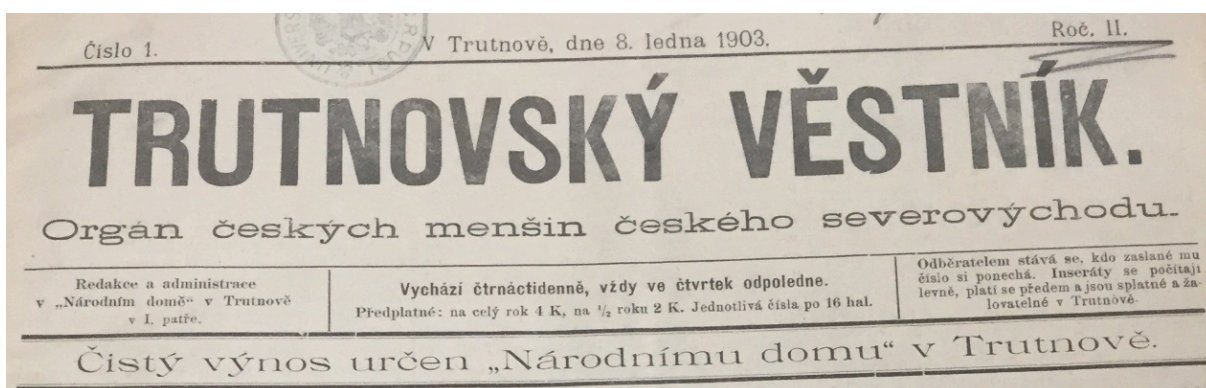 Číslo 1.
V Trutnově, dne 8. ledna 1903.
Roč. II.
TRUTNOVSKÝ VĚSTNÍK.
Orgán českých menšin českého severovýchodu.
Redakce a administrace
v „Národním domě“ v Trutnově
v I. patře.
Vychází čtrnáctidenně, vždy ve čtvrtek odpoledne.
Předplatné: na celý rok 4 K, na ½ roku 2 K. Jednotlivá čísla po 16 hal.
Odběratelem stává se, kdo zaslané mu
číslo si ponechá. Inseráty se počítají
levně, platí se předem a jsou splatné a ža-
lovatelné v Trutnově.
Čistý výnos určen „Národnímu domu“ v Trutnově.